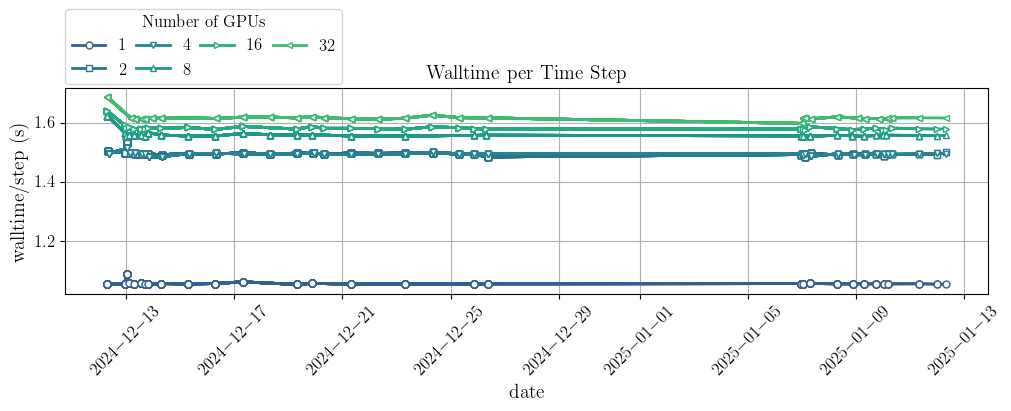 Number of GPUs
1 4 16 32
2 8
Walltime per Time Step
walltime/step (s)
1.6
1.4
1.2
2024−12−13 2024−12−17 2024−12−21 2024−12−25 2024−12−29 2025−01−01 2025−01−05 2025−01−09 2025−01−13
date